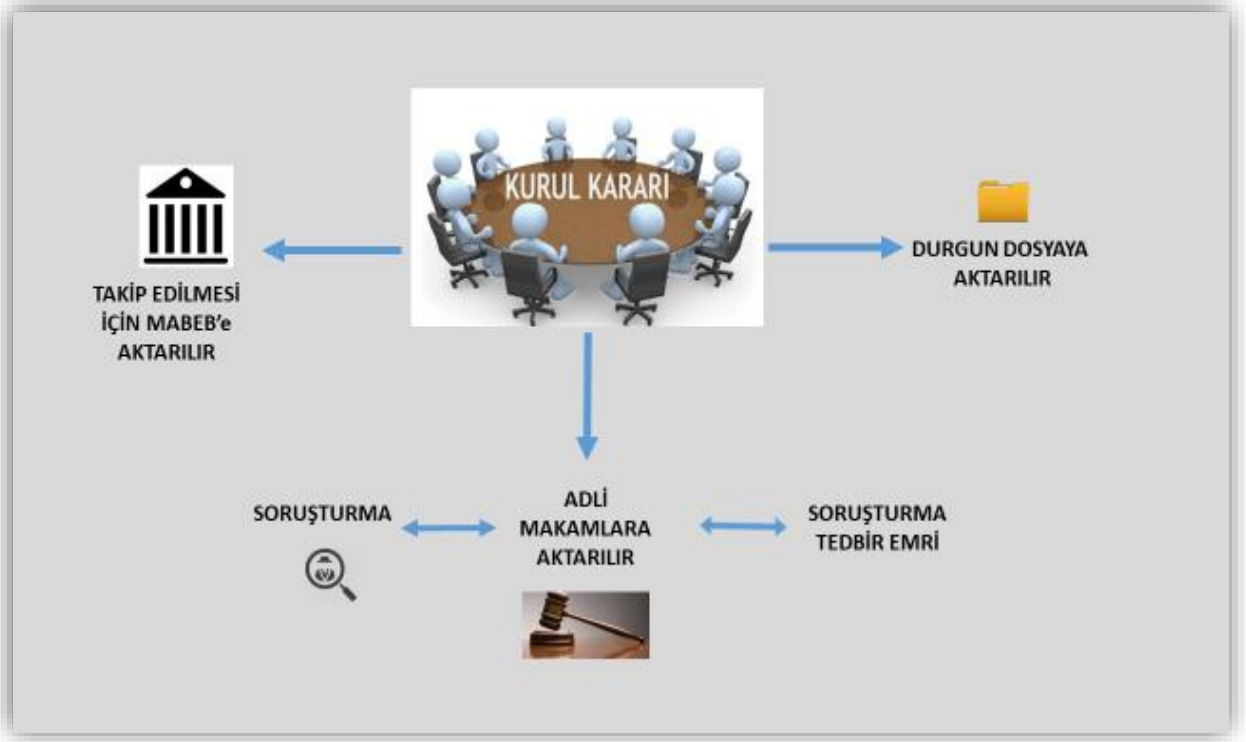 KURUL KARARI
TAKİP EDİLMESİ
İÇİN MABEB'e
AKTARILIR
DURGUN DOSYAYA
AKTARILIR
SORUŞTURMA
ADLİ
MAKAMLARA
AKTARILIR
SORUŞTURMA
TEDBİR EMRİ